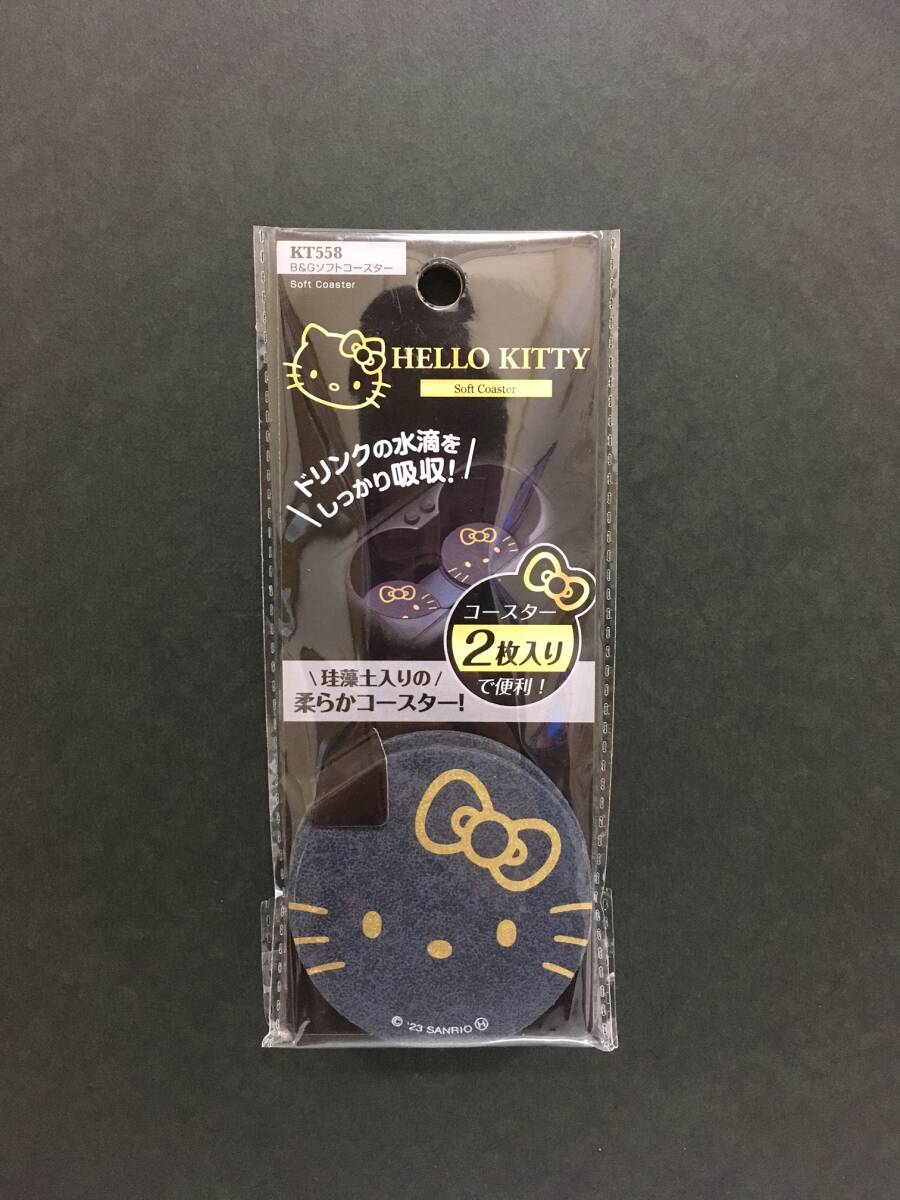 KT558
B&Gソフトコースター
Soft Coaster
HELLO KITTY
Soft Coaster
ドリンクの水滴を
しっかり吸収!
コースター
2枚入り
で便利!
珪藻土入りの
柔らかコースター!
© '23 SANRIO Ⓗ